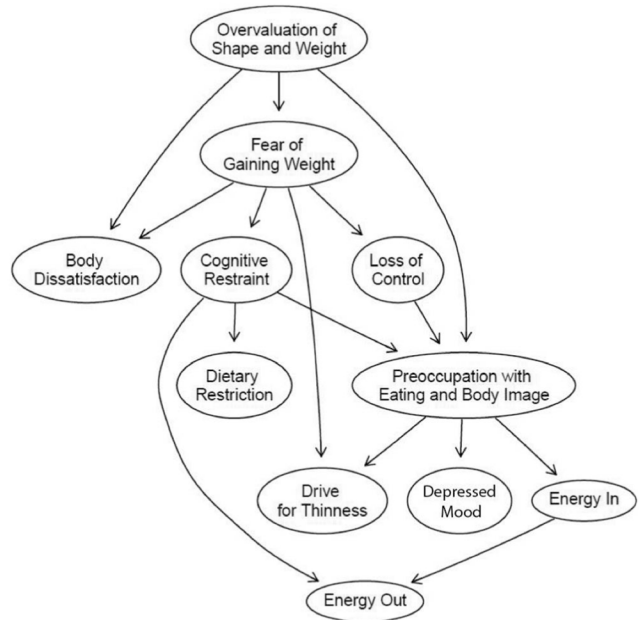 Overvaluation of
Shape and Weight
Fear of
Gaining Weight
Body
Dissatisfaction
Cognitive
Restraint
Loss of
Control
Dietary
Restriction
Preoccupation with
Eating and Body Image
Drive
for Thinness
Depressed
Mood
Energy In
Energy Out